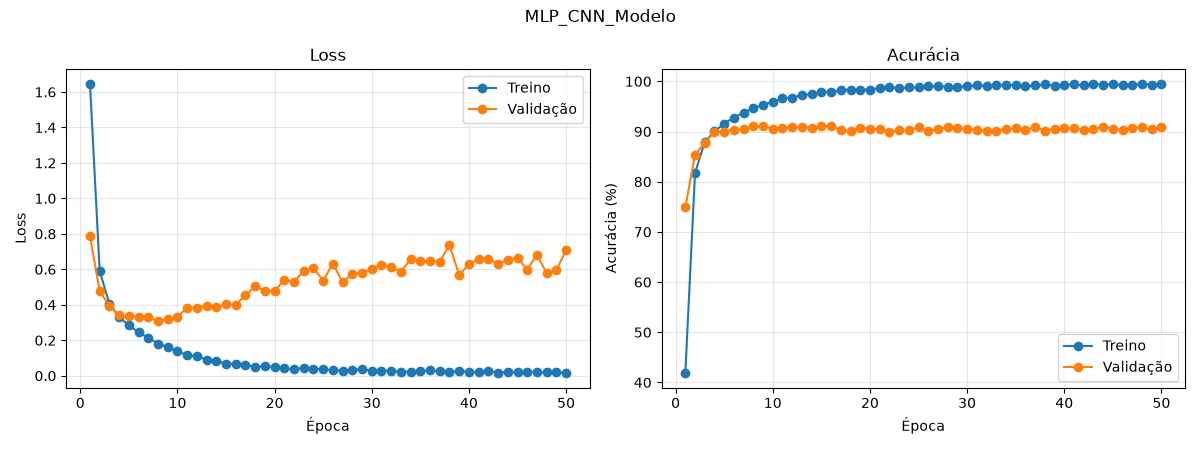 MLP_CNN_Modelo
Loss
Treino
Validação
1.6
1.4
1.2
1.0
0.8
0.6
0.4
0.2
0.0
Loss
0 10 20 30 40 50
Época
Acurácia
100
90
80
70
60
50
40
Acurácia (%)
Treino
Validação
0 10 20 30 40 50
Época